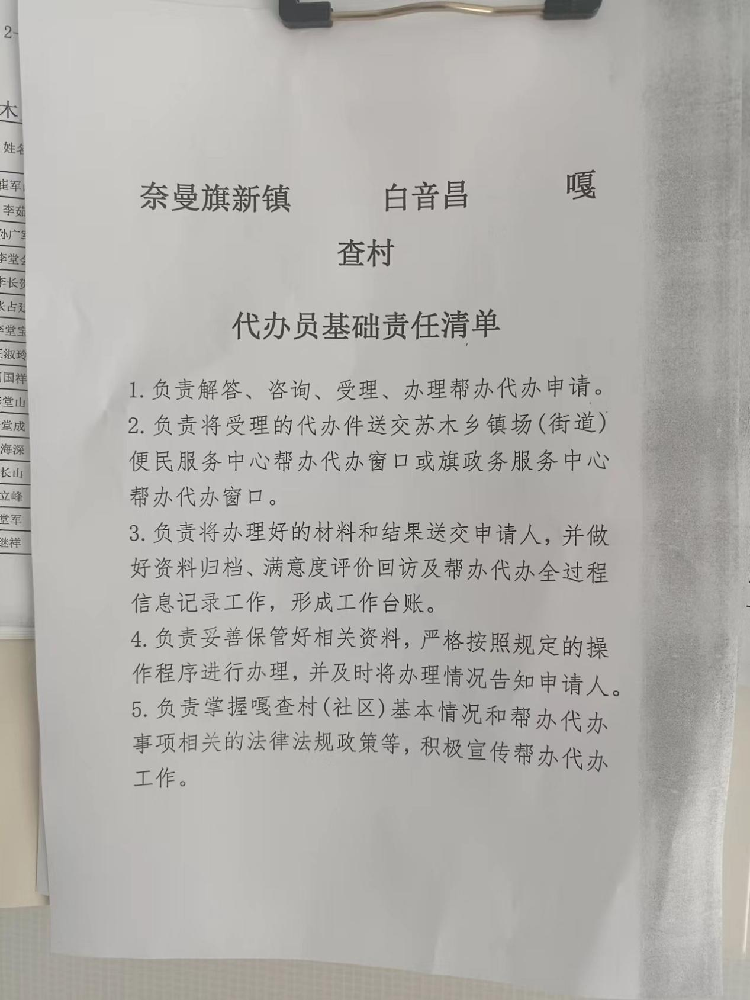 2-
木
姓名
崔军
李茹
孙广军
李堂会
李长贺
张占廷
李堂宝
王淑玲
国祥
李堂山
堂成
海深
长山
立峰
堂军
继祥
奈曼旗新镇 白音昌 嘎
查村
代办员基础责任清单
1.负责解答、咨询、受理、办理帮办代办申请。
2.负责将受理的代办件送交苏木乡镇场(街道)
便民服务中心帮办代办窗口或旗政务服务中心
帮办代办窗口。
3.负责将办理好的材料和结果送交申请人，并做
好资料归档、满意度评价回访及帮办代办全过程
信息记录工作，形成工作台账。
4.负责妥善保管好相关资料，严格按照规定的操
作程序进行办理，并及时将办理情况告知申请人。
5.负责掌握嘎查村(社区)基本情况和帮办代办
事项相关的法律法规政策等，积极宣传帮办代办
工作。